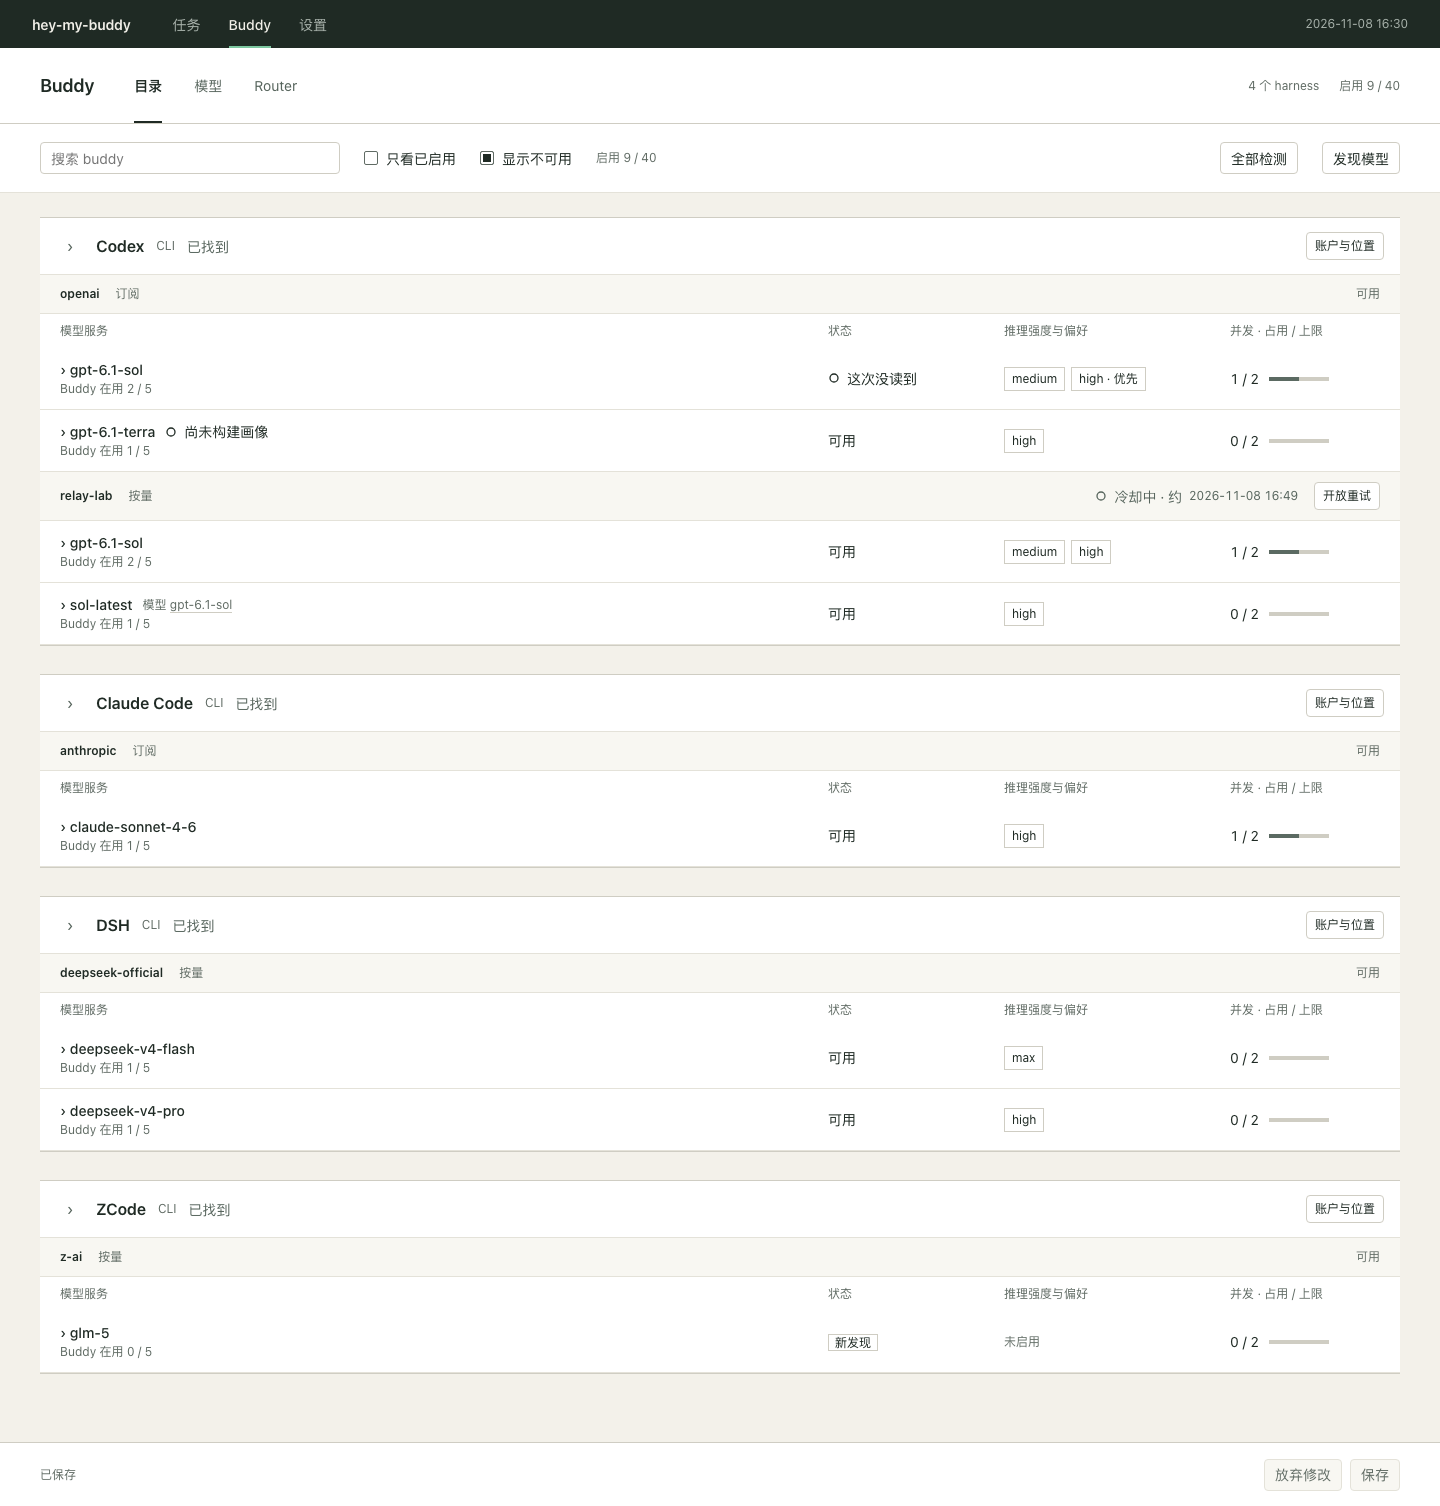 hey-my-buddy 任务 Buddy 设置 2026-11-08 16:30
Buddy 目录 模型 Router 4 个 harness 启用 9 / 40
搜索 buddy 只看已启用 显示不可用 启用 9 / 40 全部检测 发现模型
› Codex CLI 已找到 账户与位置
openai 订阅 可用
模型服务 状态 推理强度与偏好 并发 · 占用 / 上限
› gpt-6.1-sol
Buddy 在用 2 / 5
这次没读到 medium high · 优先 1 / 2
› gpt-6.1-terra 尚未构建画像
Buddy 在用 1 / 5
可用 high 0 / 2
relay-lab 按量 冷却中 · 约 2026-11-08 16:49 开放重试
› gpt-6.1-sol
Buddy 在用 2 / 5
可用 medium high 1 / 2
› sol-latest 模型 gpt-6.1-sol
Buddy 在用 1 / 5
可用 high 0 / 2
› Claude Code CLI 已找到 账户与位置
anthropic 订阅 可用
模型服务 状态 推理强度与偏好 并发 · 占用 / 上限
› claude-sonnet-4-6
Buddy 在用 1 / 5
可用 high 1 / 2
› DSH CLI 已找到 账户与位置
deepseek-official 按量 可用
模型服务 状态 推理强度与偏好 并发 · 占用 / 上限
› deepseek-v4-flash
Buddy 在用 1 / 5
可用 max 0 / 2
› deepseek-v4-pro
Buddy 在用 1 / 5
可用 high 0 / 2
› ZCode CLI 已找到 账户与位置
z-ai 按量 可用
模型服务 状态 推理强度与偏好 并发 · 占用 / 上限
› glm-5
Buddy 在用 0 / 5
新发现 未启用 0 / 2
已保存 放弃修改 保存